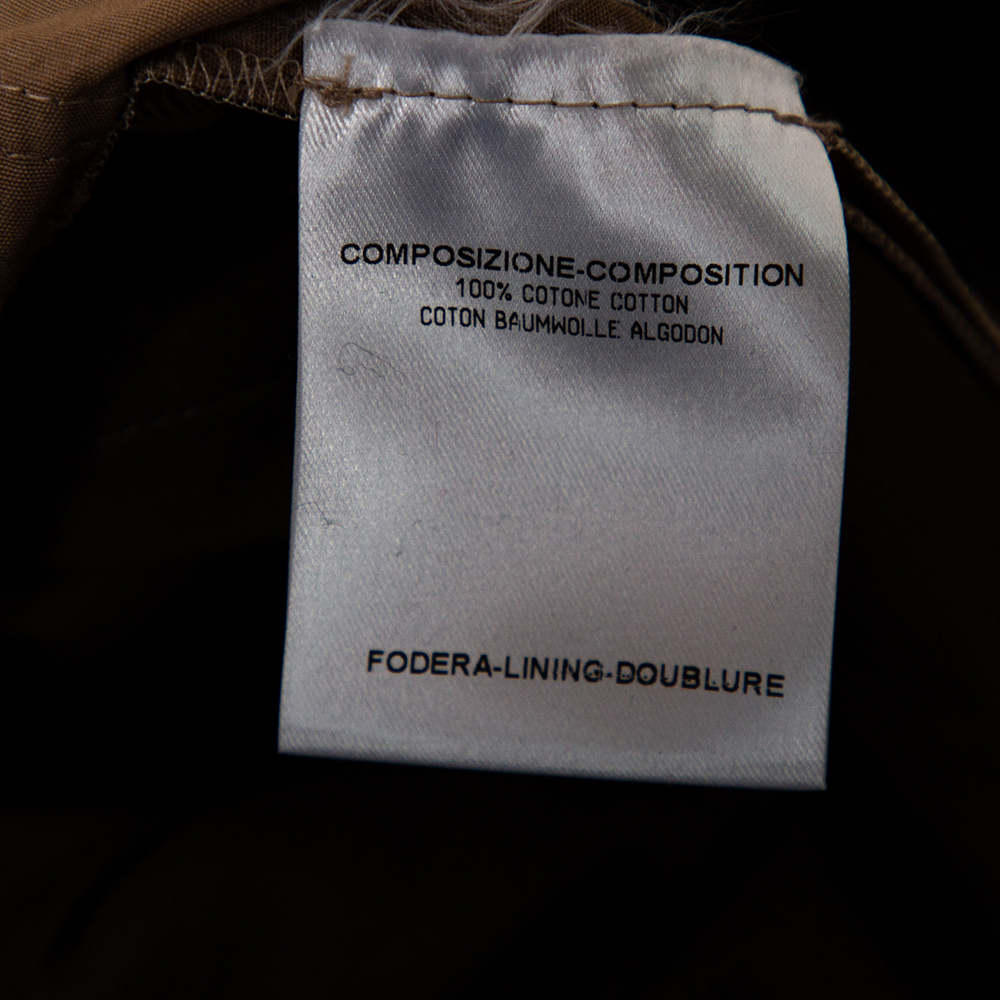 COMPOSIZIONE-COMPOSITION
100% COTONE COTTON
COTON BAUMWOLLE ALGODON
FODERA-LINING-DOUBLURE